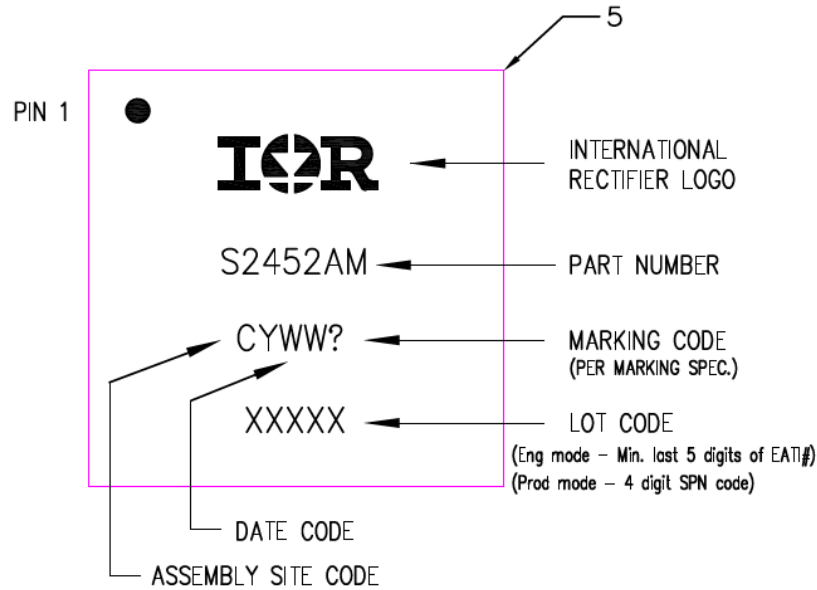 5
PIN 1
IOR
INTERNATIONAL
RECTIFIER LOGO
S2452AM
PART NUMBER
CYWW?
MARKING CODE
(PER MARKING SPEC.)
XXXXX
LOT CODE
(Eng mode - Min. last 5 digits of EATI#)
(Prod mode - 4 digit SPN code)
DATE CODE
ASSEMBLY SITE CODE